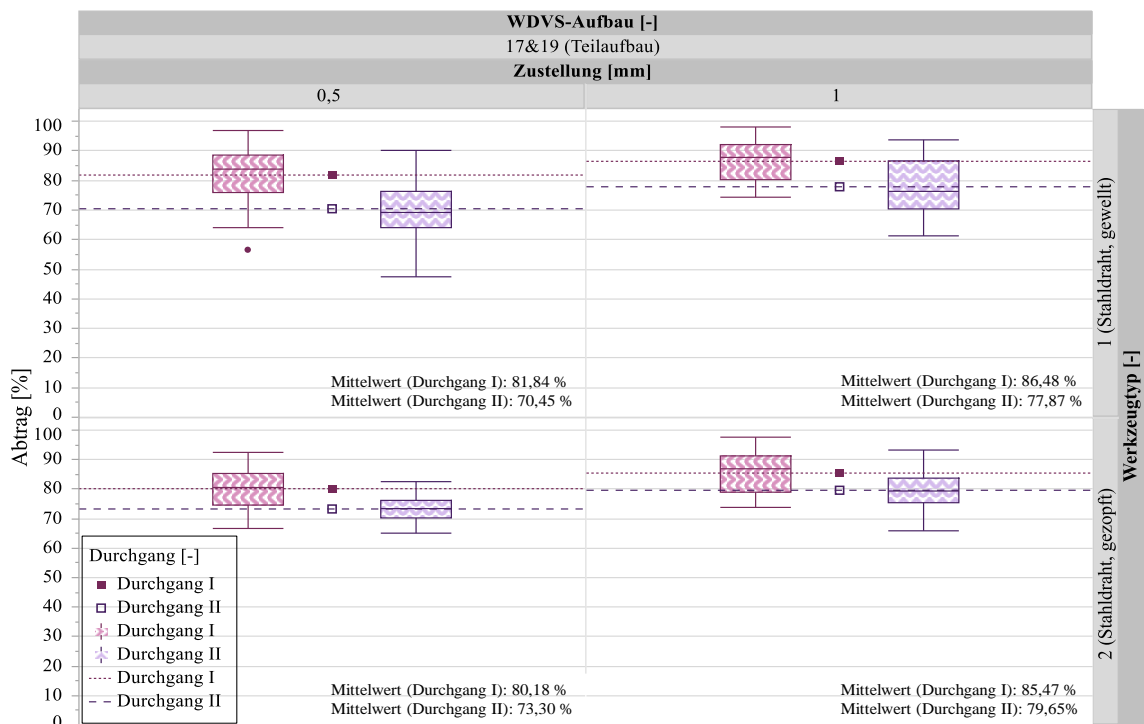 WDVS-Aufbau [-]
17&19 (Teilaufbau)
Zustellung [mm]
0,5
1
100
90
80
70
60
50
40
30
20
10
0
Mittelwert (Durchgang I): 81,84 %
Mittelwert (Durchgang II): 70,45 %
Mittelwert (Durchgang I): 86,48 %
Mittelwert (Durchgang II): 77,87 %
1 (Stahldraht, gewellt)
Abtrag [%]
Werkzeugtyp [-]
100
90
80
70
60
50
40
30
20
10
0
Durchgang [-]
Durchgang I
Durchgang II
Durchgang I
Durchgang II
Durchgang I
Durchgang II
Mittelwert (Durchgang I): 80,18 %
Mittelwert (Durchgang II): 73,30 %
Mittelwert (Durchgang I): 85,47 %
Mittelwert (Durchgang II): 79,65%
2 (Stahldraht, gezopft)